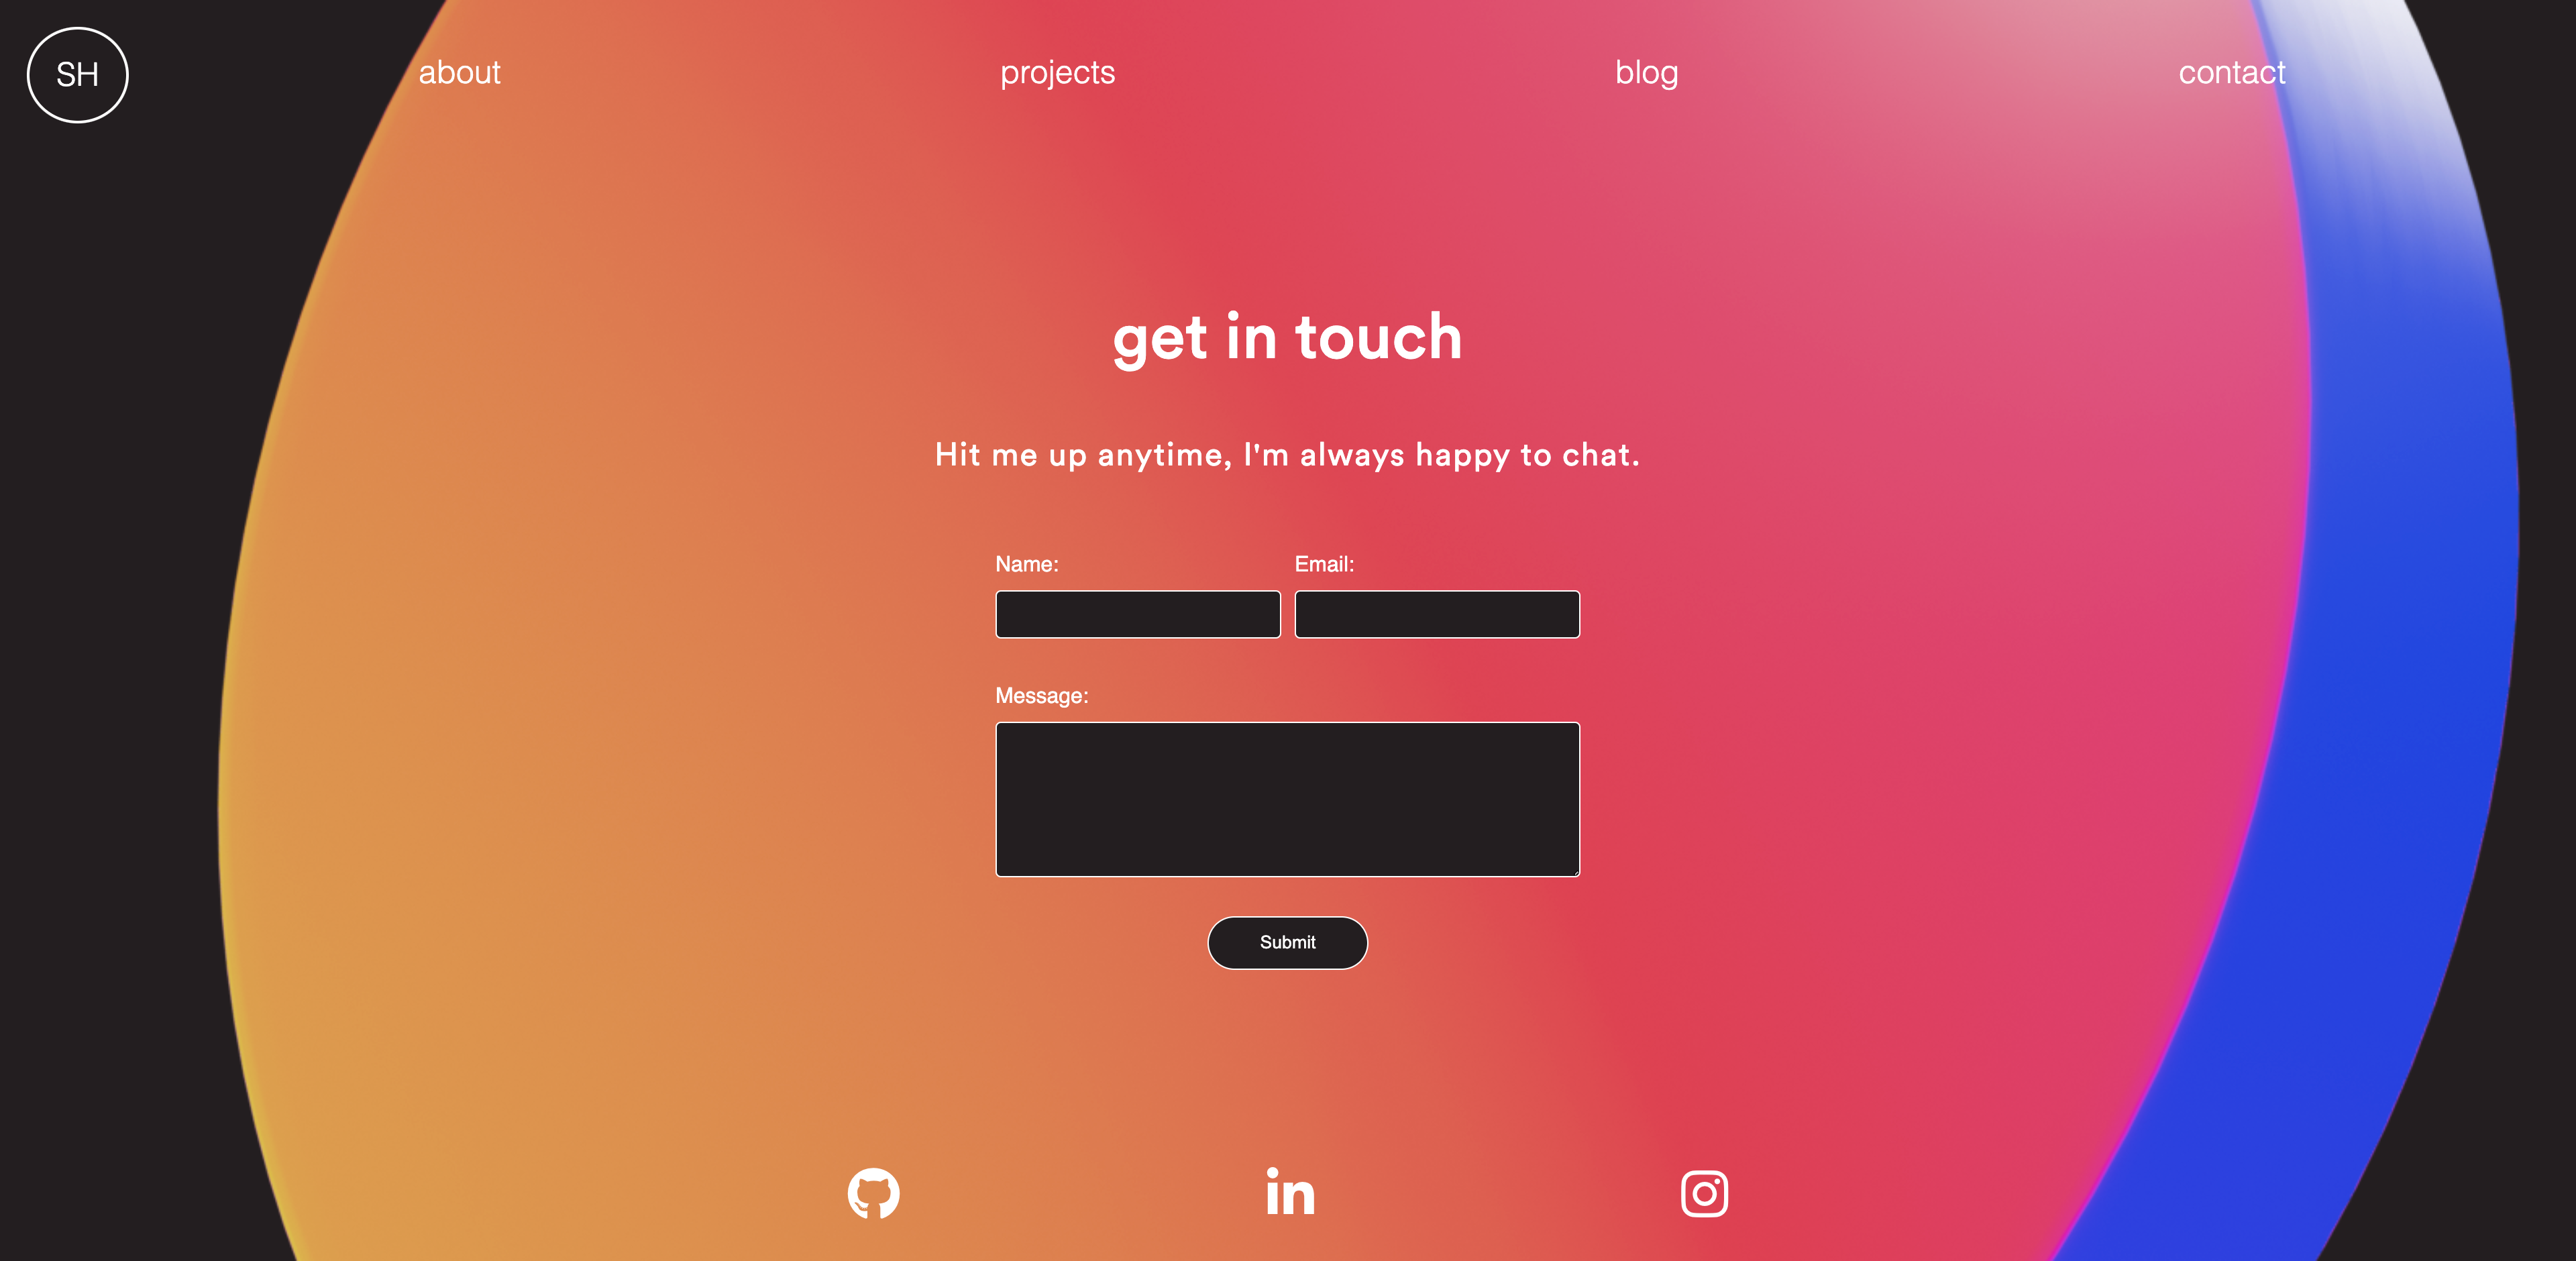 SH
about projects blog contact
get in touch
Hit me up anytime, I'm always happy to chat.
Name: Email:
Message:
Submit
in